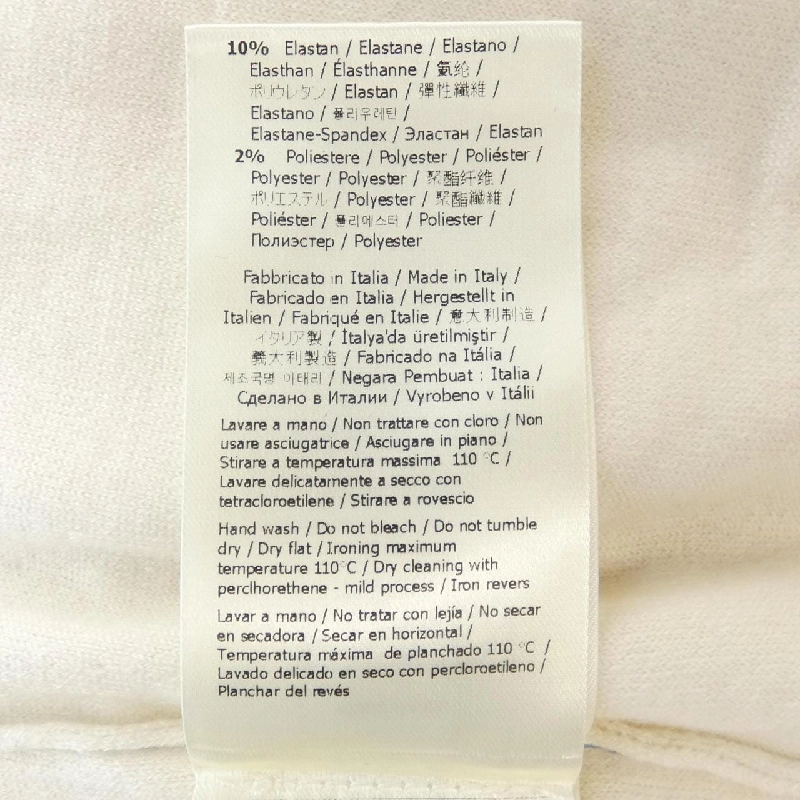 10% Elastan / Elastane / Elastano /
Elasthan / Élasthanne / 氨纶 /
ポリウレタン / Elastan / 彈性纖維 /
Elastano / 폴리우레틴 /
Elastane-Spandex / Эластан / Elastan
2% Poliestere / Polyester / Poliéster /
Polyester / Polyester / 聚酯纤维 /
ポリエステル / Polyester / 聚酯纖維 /
Poliéster / 폴리에스터 / Poliester /
Полиэстер / Polyester
Fabbricato in Italia / Made in Italy /
Fabricado en Italia / Hergestellt in
Italien / Fabriqué en Italie / 意大利制造 /
イタリア製 / İtalya'da üretilmiştir /
義大利製造 / Fabricado na Itália /
제조국명 이태리 / Negara Pembuat : Italia /
Сделано в Италии / Vyrobeno v Itálii
Lavare a mano / Non trattare con cloro / Non
usare asciugatrice / Asciugare in piano /
Stirare a temperatura massima 110 °C /
Lavare delicatamente a secco con
tetracloroetilene / Stirare a rovescio
Hand wash / Do not bleach / Do not tumble
dry / Dry flat / Ironing maximum
temperature 110°C / Dry cleaning with
perclhorethene - mild process / Iron revers
Lavar a mano / No tratar con lejía / No secar
en secadora / Secar en horizontal /
Temperatura máxima de planchado 110 °C /
Lavado delicado en seco con percloroetileno /
Planchar del revés